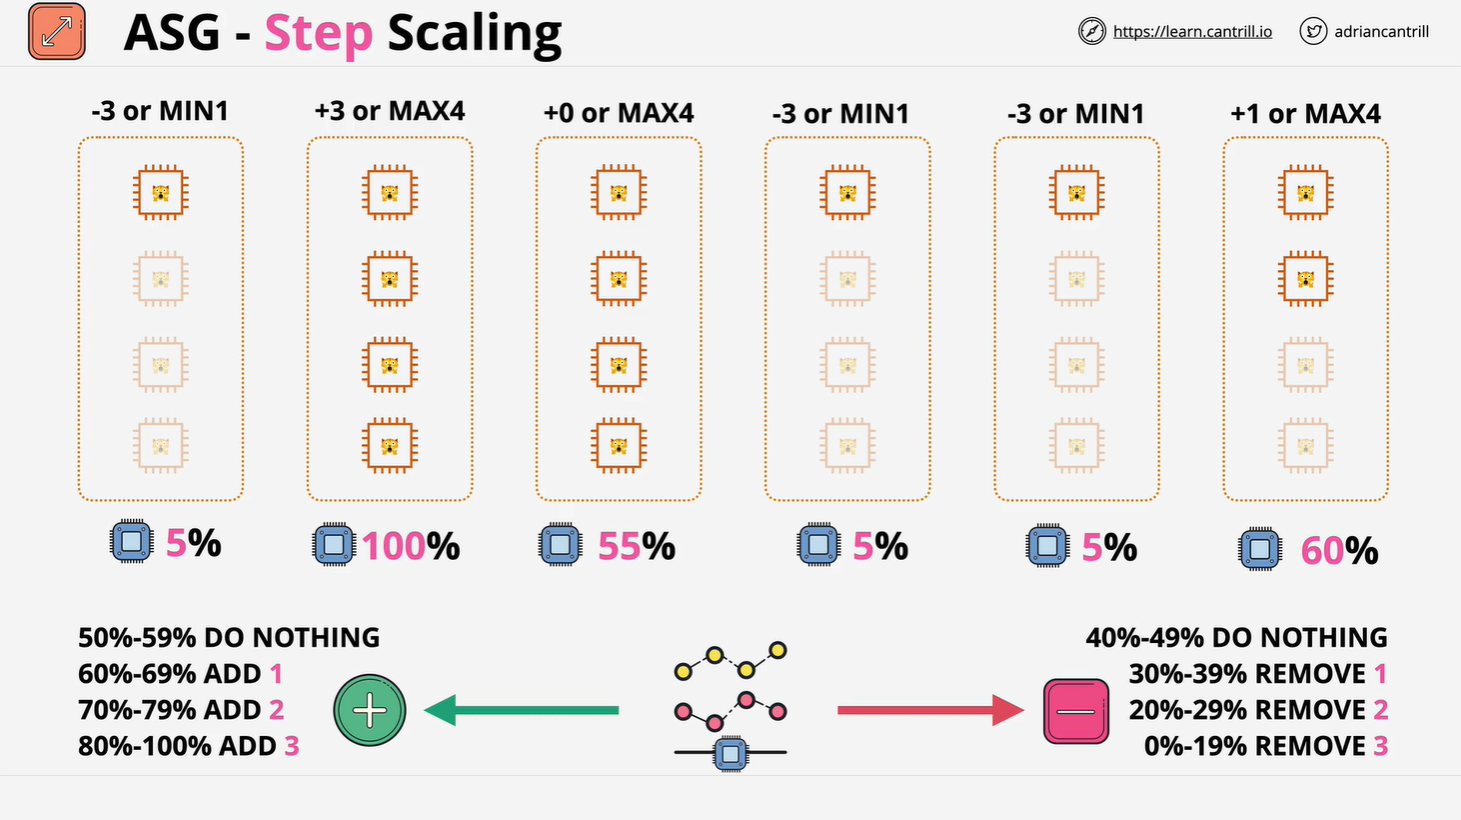 ASG - Step Scaling
https://learn.cantrill.io
adriancantrill
-3 or MIN1
+3 or MAX4
+0 or MAX4
-3 or MIN1
-3 or MIN1
+1 or MAX4
5%
100%
55%
5%
5%
60%
50%-59% DO NOTHING
60%-69% ADD 1
70%-79% ADD 2
80%-100% ADD 3
40%-49% DO NOTHING
30%-39% REMOVE 1
20%-29% REMOVE 2
0%-19% REMOVE 3